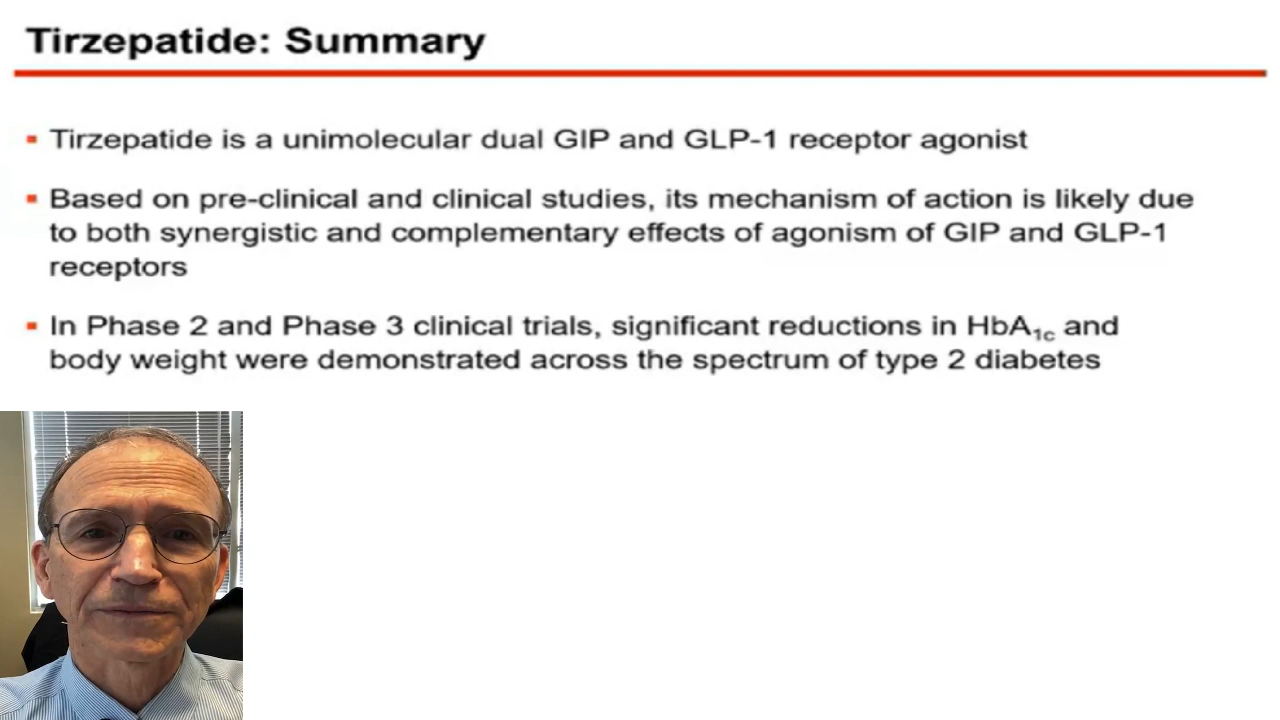 Tirzepatide: Summary
▪ Tirzepatide is a unimolecular dual GIP and GLP-1 receptor agonist
▪ Based on pre-clinical and clinical studies, its mechanism of action is likely due
to both synergistic and complementary effects of agonism of GIP and GLP-1
receptors
▪ In Phase 2 and Phase 3 clinical trials, significant reductions in HbA1c and
body weight were demonstrated across the spectrum of type 2 diabetes